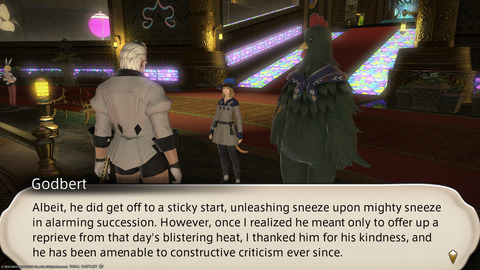 Godbert
Albeit, he did get off to a sticky start, unleashing sneeze upon mighty sneeze
in alarming succession. However, once I realized he meant only to offer up a
reprieve from that day's blistering heat, I thanked him for his kindness, and
he has been amenable to constructive criticism ever since.